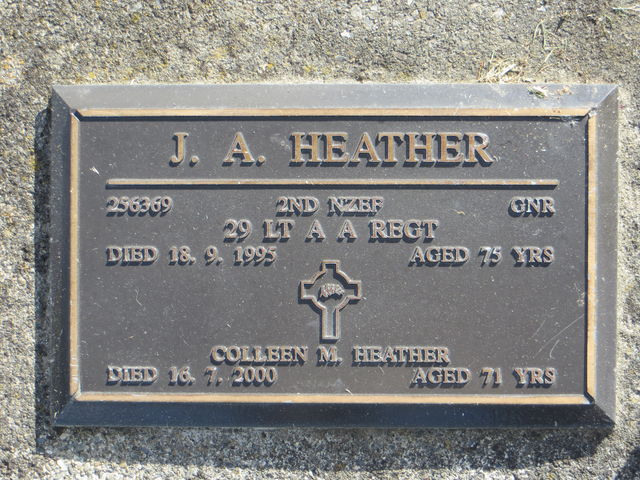 J. A. HEATHER
256369 2ND NZEF GNR
29 LT A A REGT
DIED 18. 9. 1995 AGED 75 YRS
COLLEEN M. HEATHER
DIED 16. 7. 2000 AGED 71 YRS